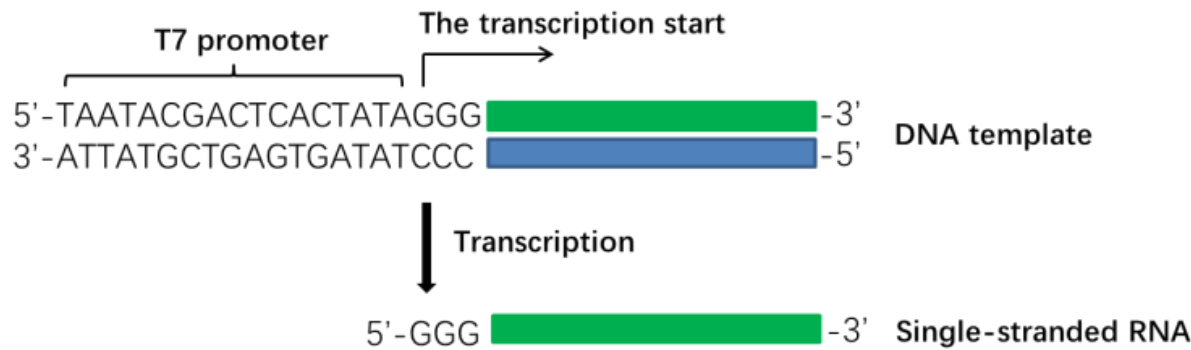 The transcription start
T7 promoter
5'-TAATACGACTCACTATAGGG -3'
3'-ATTATGCTGAGTGATATCCC -5'
DNA template
Transcription
5'-GGG -3' Single-stranded RNA